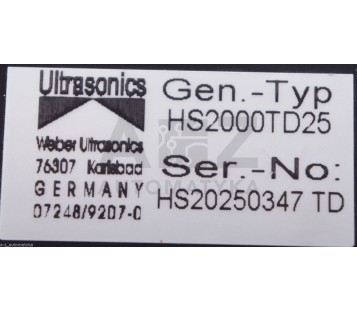 Ultrasonics
Weber Ultrasonics
76307 Karlsbad
GERMANY
07248/9207-0
Gen.-Typ
HS2000TD25
Ser.-No:
HS20250347 TD